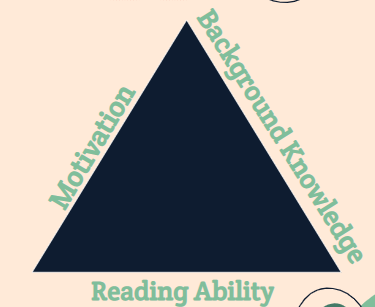 Motivation
Background Knowledge
Reading Ability